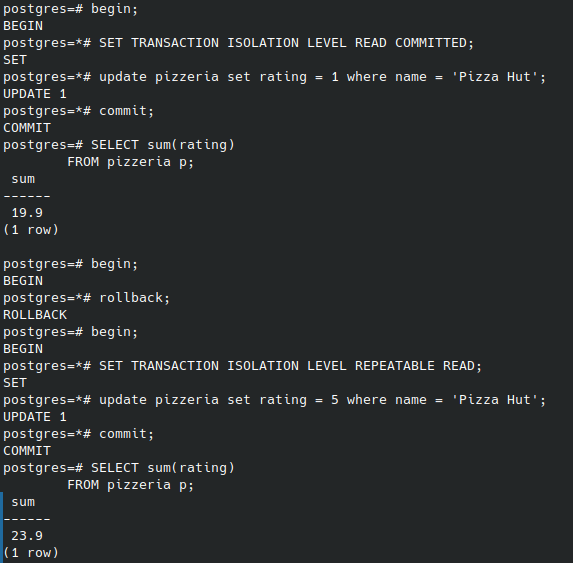 postgres=# begin;
BEGIN
postgres=*# SET TRANSACTION ISOLATION LEVEL READ COMMITTED;
SET
postgres=*# update pizzeria set rating = 1 where name = 'Pizza Hut';
UPDATE 1
postgres=*# commit;
COMMIT
postgres=# SELECT sum(rating)
        FROM pizzeria p;
 sum
------
 19.9
(1 row)

postgres=# begin;
BEGIN
postgres=*# rollback;
ROLLBACK
postgres=# begin;
BEGIN
postgres=*# SET TRANSACTION ISOLATION LEVEL REPEATABLE READ;
SET
postgres=*# update pizzeria set rating = 5 where name = 'Pizza Hut';
UPDATE 1
postgres=*# commit;
COMMIT
postgres=# SELECT sum(rating)
        FROM pizzeria p;
 sum
------
 23.9
(1 row)